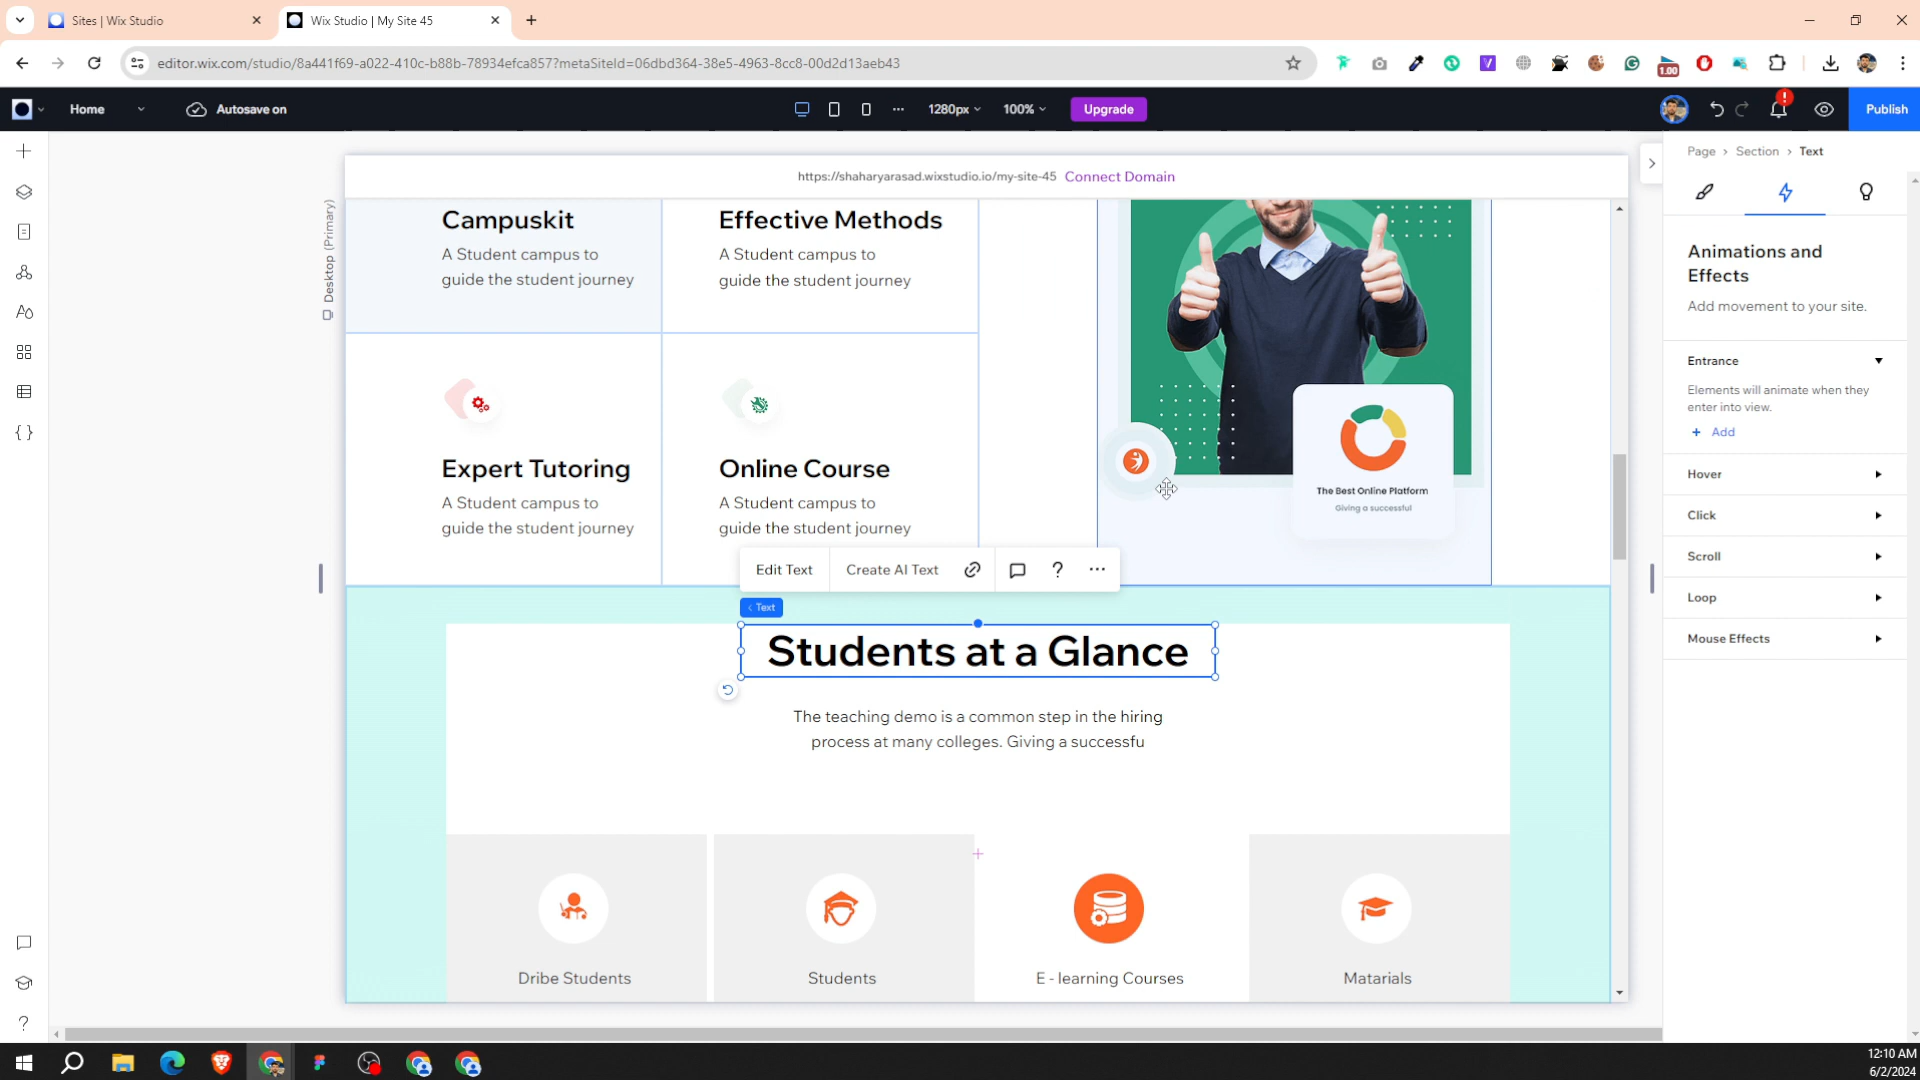 Sites | Wix Studio
Wix Studio | My Site 45
editor.wix.com/studio/8a441f69-a022-410c-b88b-78934efca857?metaSiteId=06dbd364-38e5-4963-8cc8-00d2d13aeb43
1.00
Home
Autosave on
1280px
100%
Upgrade
Publish
https://shaharyarasad.wixstudio.io/my-site-45 Connect Domain
Desktop (Primary)
Campuskit
A Student campus to
guide the student journey
Effective Methods
A Student campus to
guide the student journey
Expert Tutoring
A Student campus to
guide the student journey
Online Course
A Student campus to
guide the student journey
The Best Online Platform
Giving a successful
Edit Text
Create AI Text
?
Text
Students at a Glance
The teaching demo is a common step in the hiring
process at many colleges. Giving a successfu
Dribe Students
Students
E - learning Courses
Matarials
Page > Section > Text
Animations and
Effects
Add movement to your site.
Entrance
Elements will animate when they
enter into view.
+ Add
Hover
Click
Scroll
Loop
Mouse Effects
12:10 AM
6/2/2024